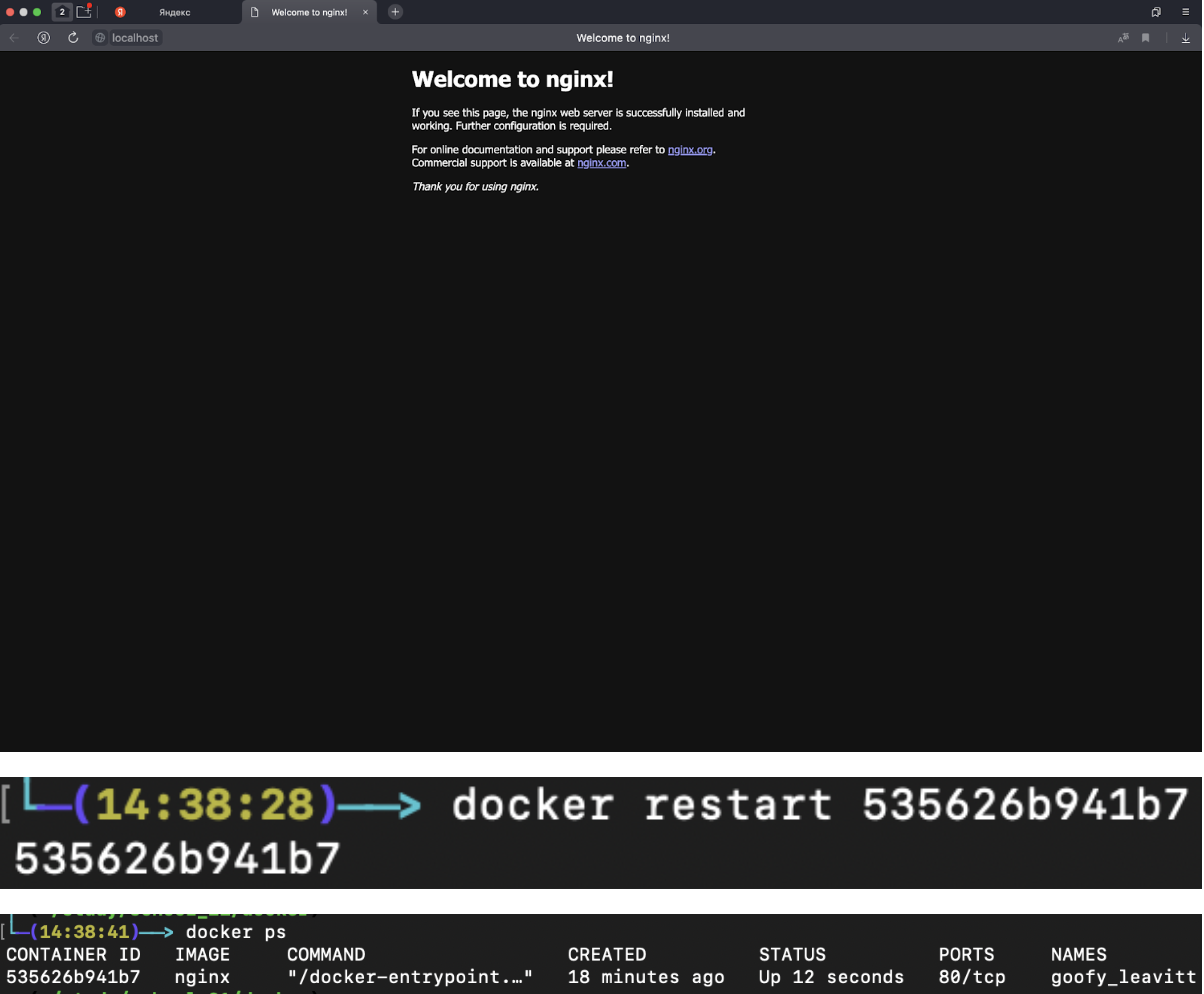 2 Яндекс Welcome to nginx!
localhost Welcome to nginx!
Welcome to nginx!
If you see this page, the nginx web server is successfully installed and
working. Further configuration is required.
For online documentation and support please refer to nginx.org.
Commercial support is available at nginx.com.
Thank you for using nginx.
[└─(14:38:28)──> docker restart 535626b941b7
535626b941b7
[└─(14:38:41)──> docker ps
CONTAINER ID IMAGE COMMAND CREATED STATUS PORTS NAMES
535626b941b7 nginx "/docker-entrypoint.…" 18 minutes ago Up 12 seconds 80/tcp goofy_leavitt